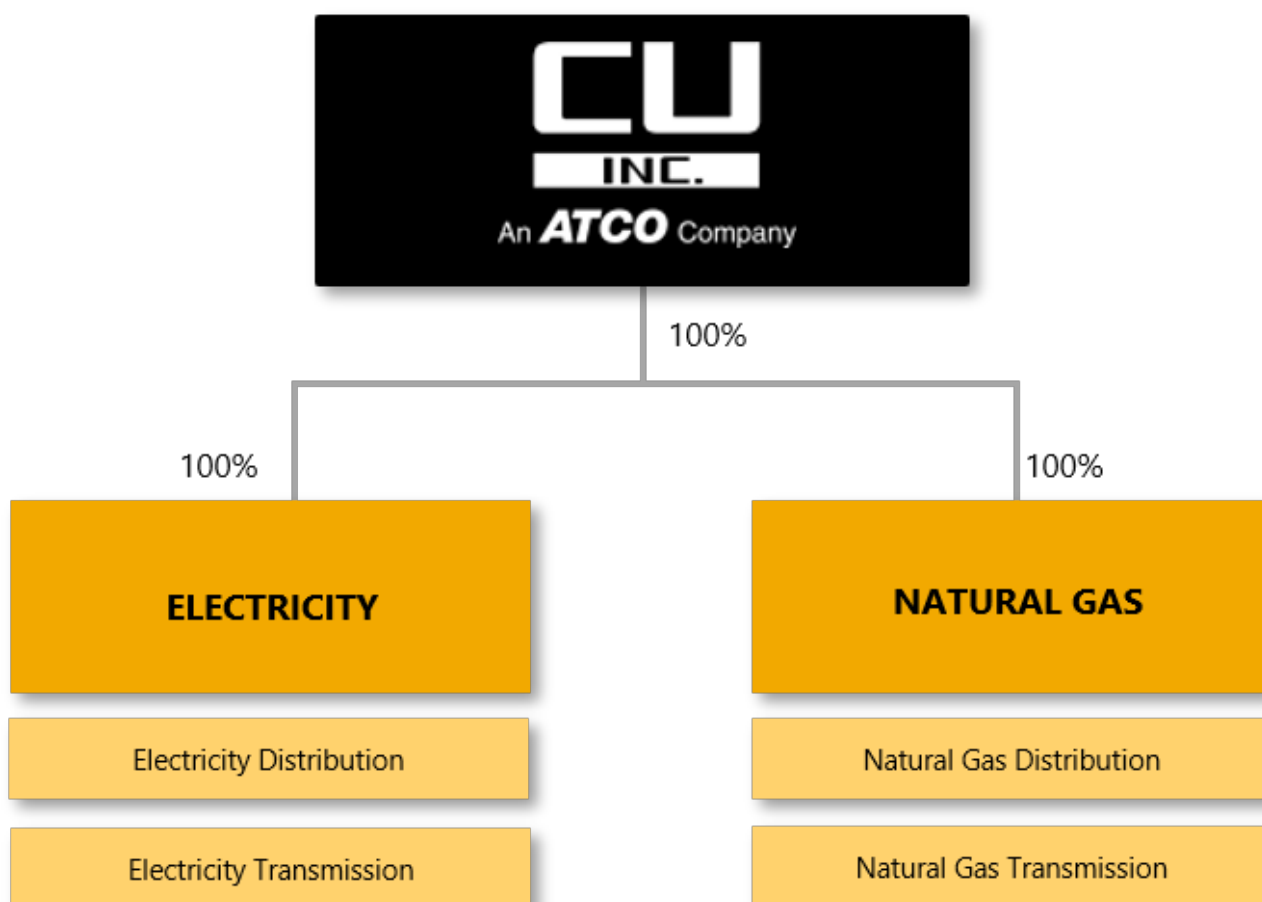 CU
INC.
An ATCO Company
100%
100%
100%
ELECTRICITY
NATURAL GAS
Electricity Distribution
Natural Gas Distribution
Electricity Transmission
Natural Gas Transmission